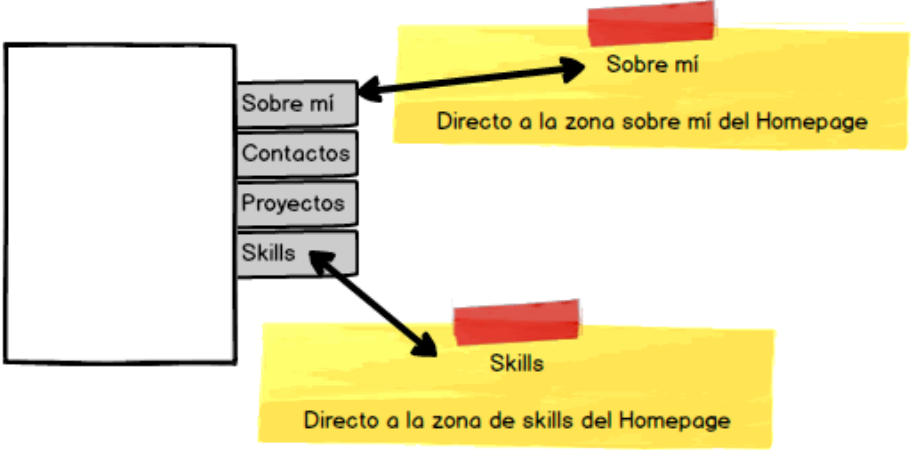 Sobre mí
Directo a la zona sobre mí del Homepage
Sobre mí
Contactos
Proyectos
Skills
Skills
Directo a la zona de skills del Homepage